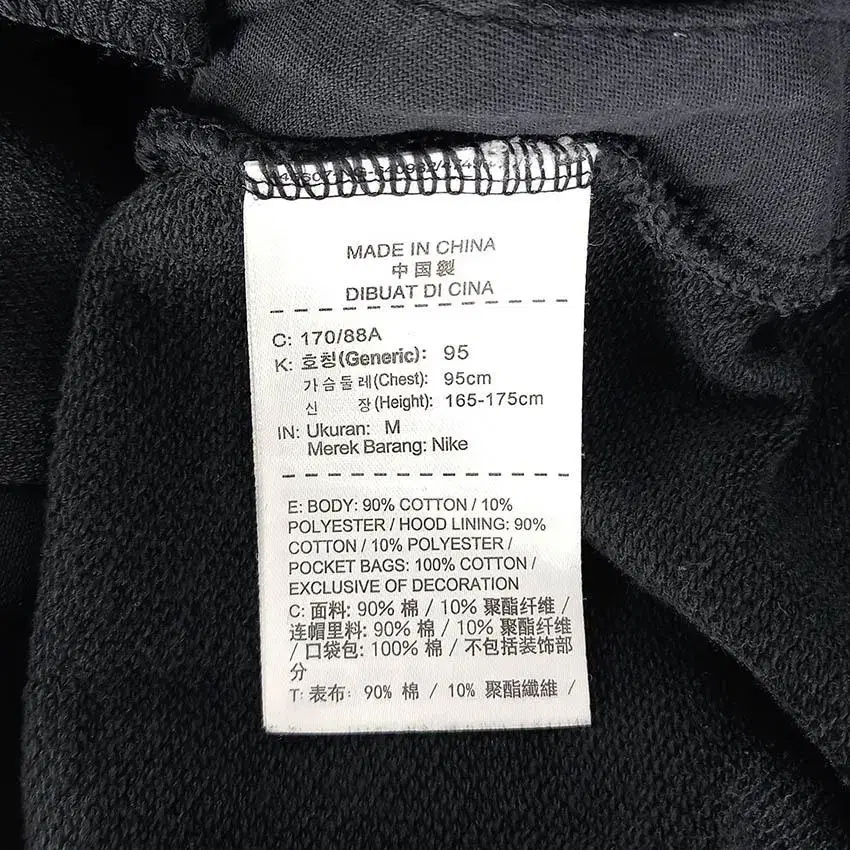 MADE IN CHINA
中国製
DIBUAT DI CINA
C: 170/88A
K: 호칭(Generic): 95
가슴둘레(Chest): 95cm
신 장(Height): 165-175cm
IN: Ukuran: M
Merek Barang: Nike
E: BODY: 90% COTTON / 10%
POLYESTER / HOOD LINING: 90%
COTTON / 10% POLYESTER /
POCKET BAGS: 100% COTTON /
EXCLUSIVE OF DECORATION
C: 面料: 90% 棉 / 10% 聚酯纤维 /
连帽里料: 90% 棉 / 10% 聚酯纤维
/ 口袋包: 100% 棉 / 不包括装饰部
分
T: 表布: 90% 棉 / 10% 聚酯纖維 /